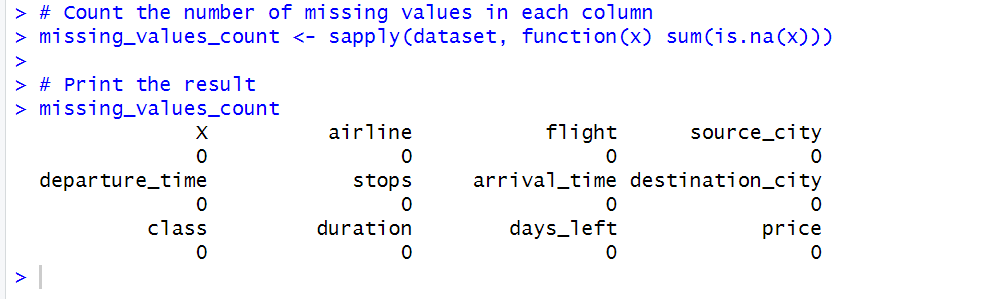 > # Count the number of missing values in each column
> missing_values_count <- sapply(dataset, function(x) sum(is.na(x)))
>
> # Print the result
> missing_values_count
X airline flight source_city
0 0 0 0
departure_time stops arrival_time destination_city
0 0 0 0
class duration days_left price
0 0 0 0
>